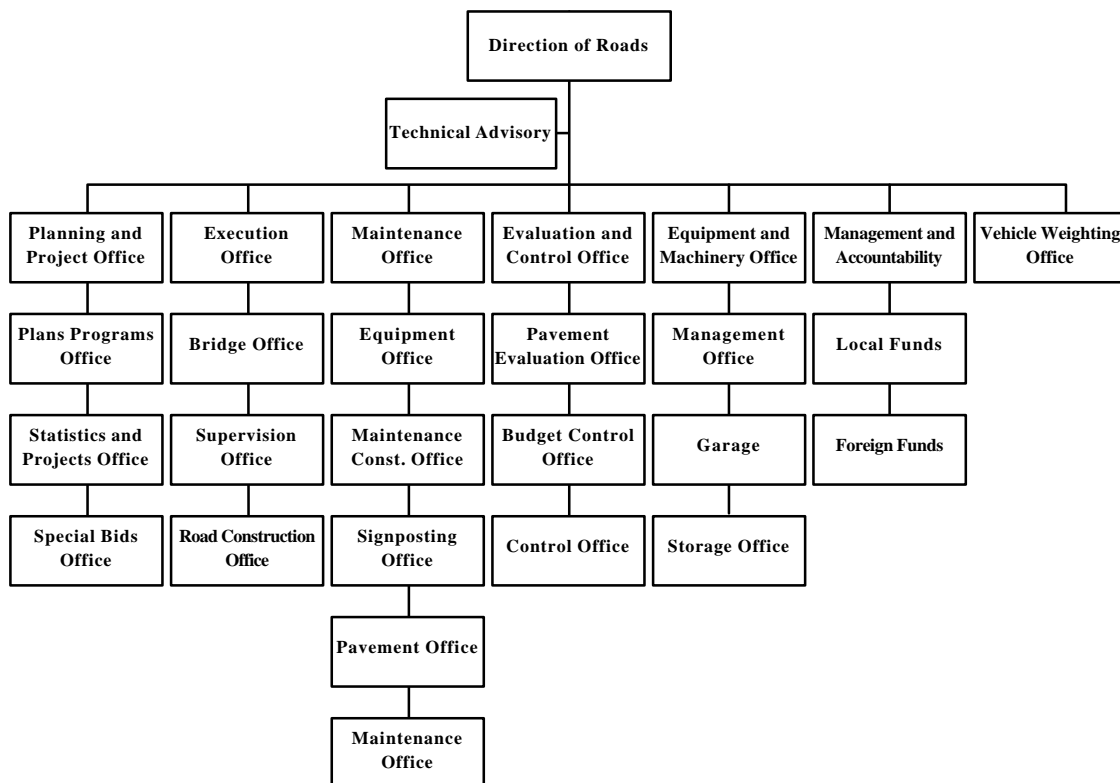 Direction of Roads
Technical Advisory
Planning and
Project Office
Execution
Office
Maintenance
Office
Evaluation and
Control Office
Equipment and
Machinery Office
Management and
Accountability
Vehicle Weighting
Office
Plans Programs
Office
Bridge Office
Equipment
Office
Pavement
Evaluation Office
Management
Office
Local Funds
Statistics and
Projects Office
Supervision
Office
Maintenance
Const. Office
Budget Control
Office
Garage
Foreign Funds
Special Bids
Office
Road Construction
Office
Signposting
Office
Control Office
Storage Office
Pavement Office
Maintenance
Office